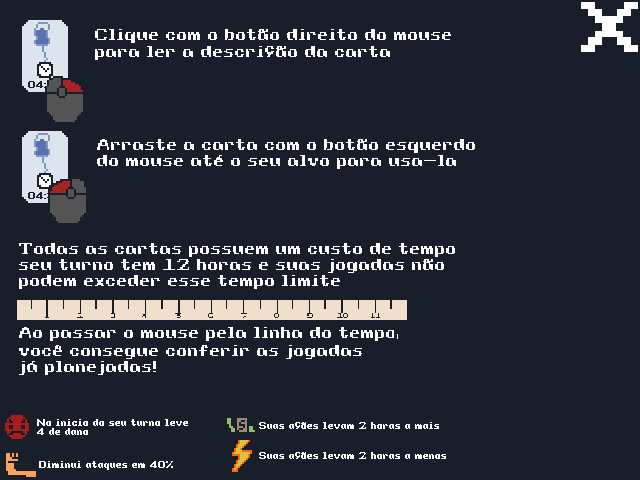 Clique com o botão direito do mouse
para ler a descrição da carta
04:
Arraste a carta com o botão esquerdo
do mouse até o seu alvo para usa-la
04:
Todas as cartas possuem um custo de tempo
seu turno tem 12 horas e suas jogadas não
podem exceder esse tempo limite
1 2 3 4 5 6 7 8 9 10 11
Ao passar o mouse pela linha do tempo,
você consegue conferir as jogadas
já planejadas!
No inicio do seu turno leve
4 de dano
Suas ações levam 2 horas a mais
Diminui ataques em 40%
Suas ações levam 2 horas a menos